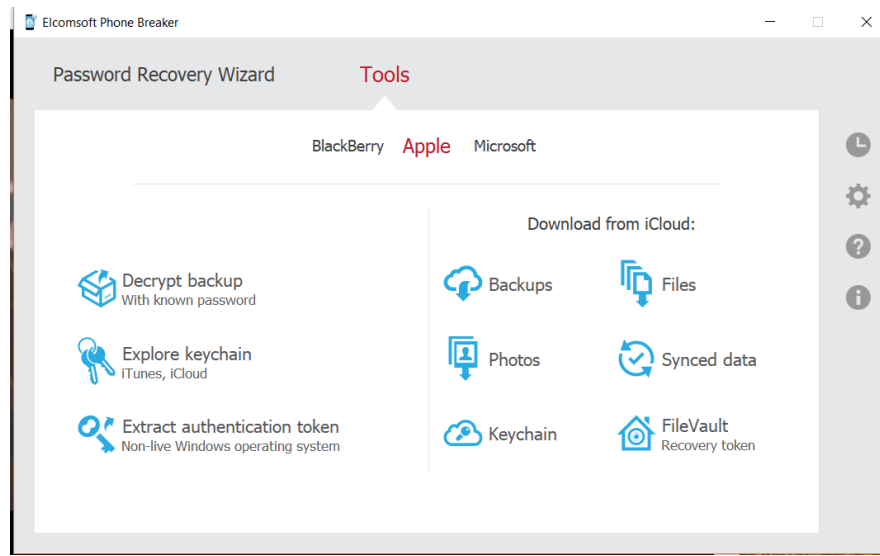 Elcomsoft Phone Breaker
Password Recovery Wizard
Tools
BlackBerry
Apple
Microsoft
Decrypt backup
With known password
Explore keychain
iTunes, iCloud
Extract authentication token
Non-live Windows operating system
Download from iCloud:
Backups
Files
Photos
Synced data
Keychain
FileVault
Recovery token